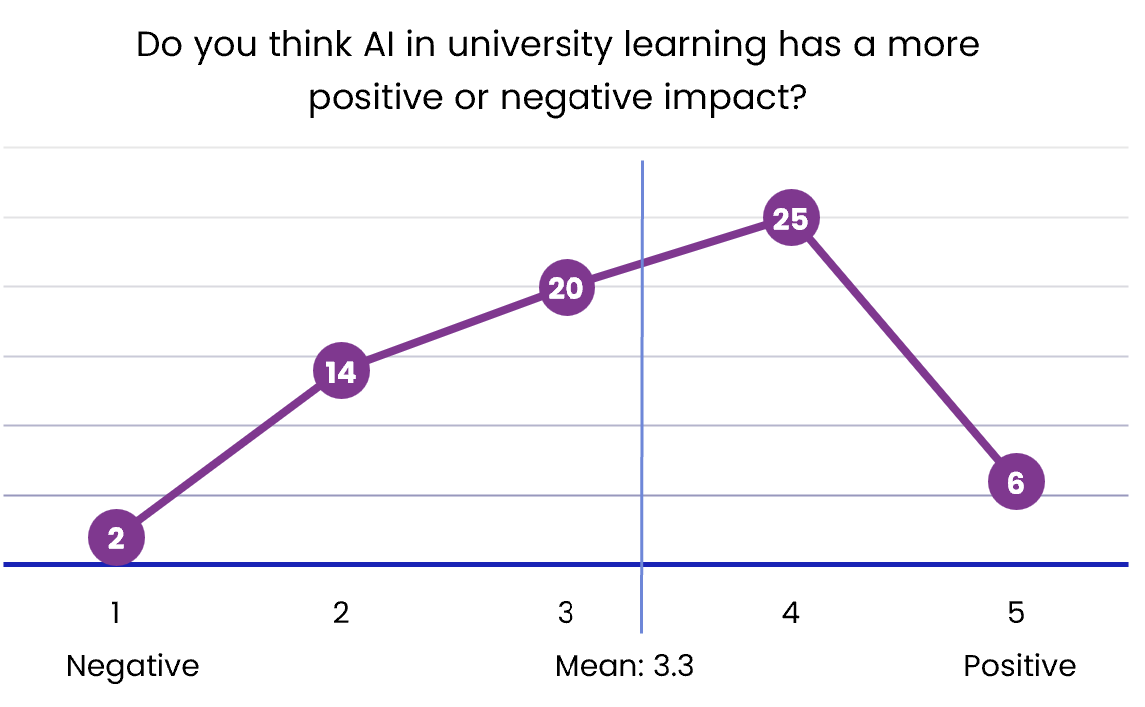 Do you think AI in university learning has a more
positive or negative impact?
25
20
14
6
2
1 2 3 4 5
Negative Mean: 3.3 Positive